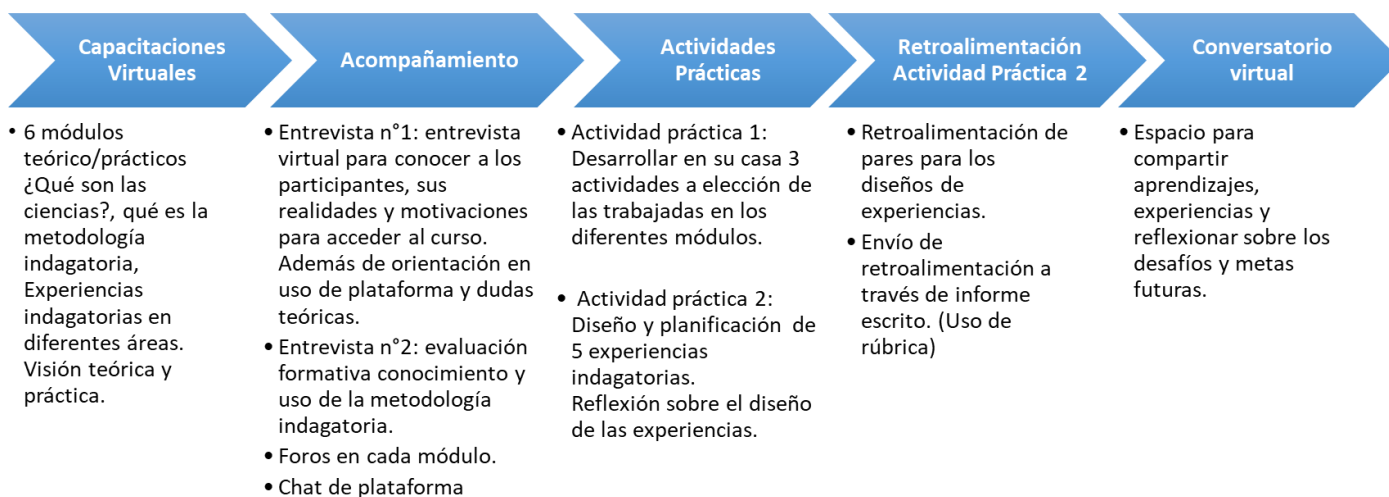 Capacitaciones
Virtuales
• 6 módulos
teórico/prácticos
¿Qué son las
ciencias?, qué es la
metodología
indagatoria,
Experiencias
indagatorias en
diferentes áreas.
Visión teórica y
práctica.
Acompañamiento
• Entrevista n°1: entrevista
virtual para conocer a los
participantes, sus
realidades y motivaciones
para acceder al curso.
Además de orientación en
uso de plataforma y dudas
teóricas.
• Entrevista n°2: evaluación
formativa conocimiento y
uso de la metodología
indagatoria.
• Foros en cada módulo.
• Chat de plataforma
Actividades
Prácticas
• Actividad práctica 1:
Desarrollar en su casa 3
actividades a elección de
las trabajadas en los
diferentes módulos.
• Actividad práctica 2:
Diseño y planificación de
5 experiencias
indagatorias.
Reflexión sobre el diseño
de las experiencias.
Retroalimentación
Actividad Práctica 2
• Retroalimentación de
pares para los
diseños de
experiencias.
• Envío de
retroalimentación a
través de informe
escrito. (Uso de
rúbrica)
Conversatorio
virtual
• Espacio para
compartir
aprendizajes,
experiencias y
reflexionar sobre los
desafíos y metas
futuras.